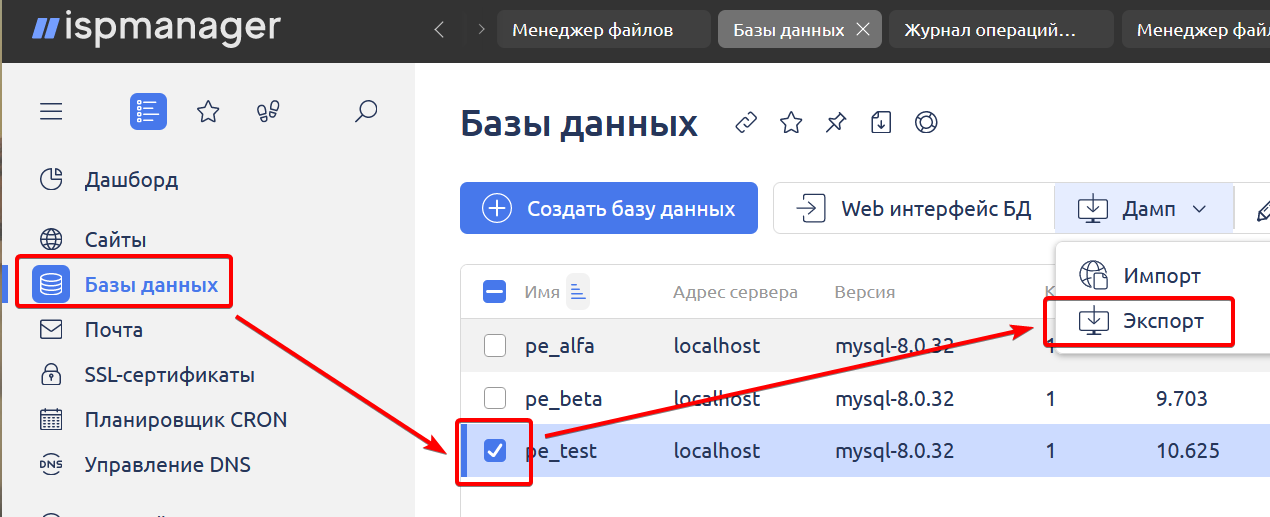 ispmanager
Менеджер файлов
Базы данных
Журнал операций...
Менеджер файл
Базы данных
Дашборд
Сайты
Базы данных
Почта
SSL-сертификаты
Планировщик CRON
DNS Управление DNS
Создать базу данных
Web интерфейс БД
Дамп
Импорт
Экспорт
Имя Адрес сервера Версия К
pe_alfa localhost mysql-8.0.32 1
pe_beta localhost mysql-8.0.32 1 9.703
pe_test localhost mysql-8.0.32 1 10.625